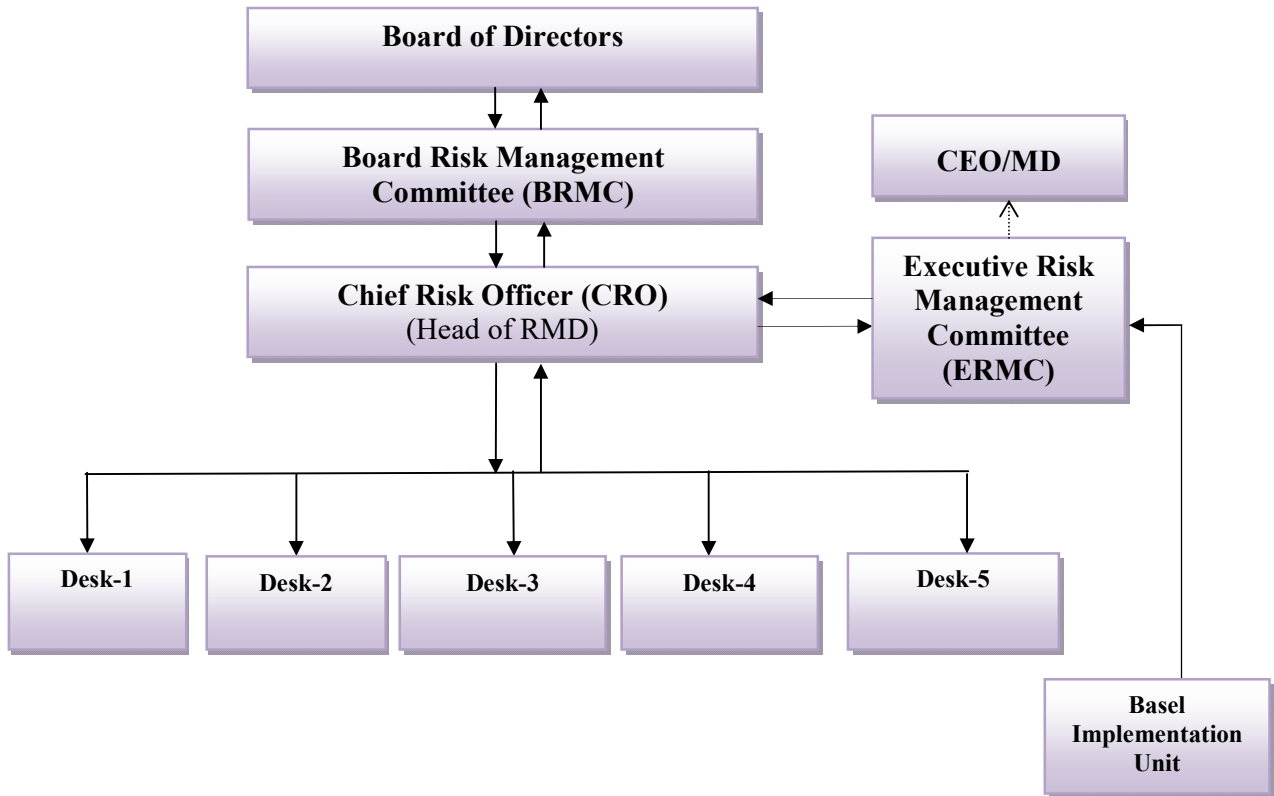 Board of Directors
Board Risk Management
Committee (BRMC)
CEO/MD
Chief Risk Officer (CRO)
(Head of RMD)
Executive Risk
Management
Committee
(ERMC)
Desk-1
Desk-2
Desk-3
Desk-4
Desk-5
Basel
Implementation
Unit